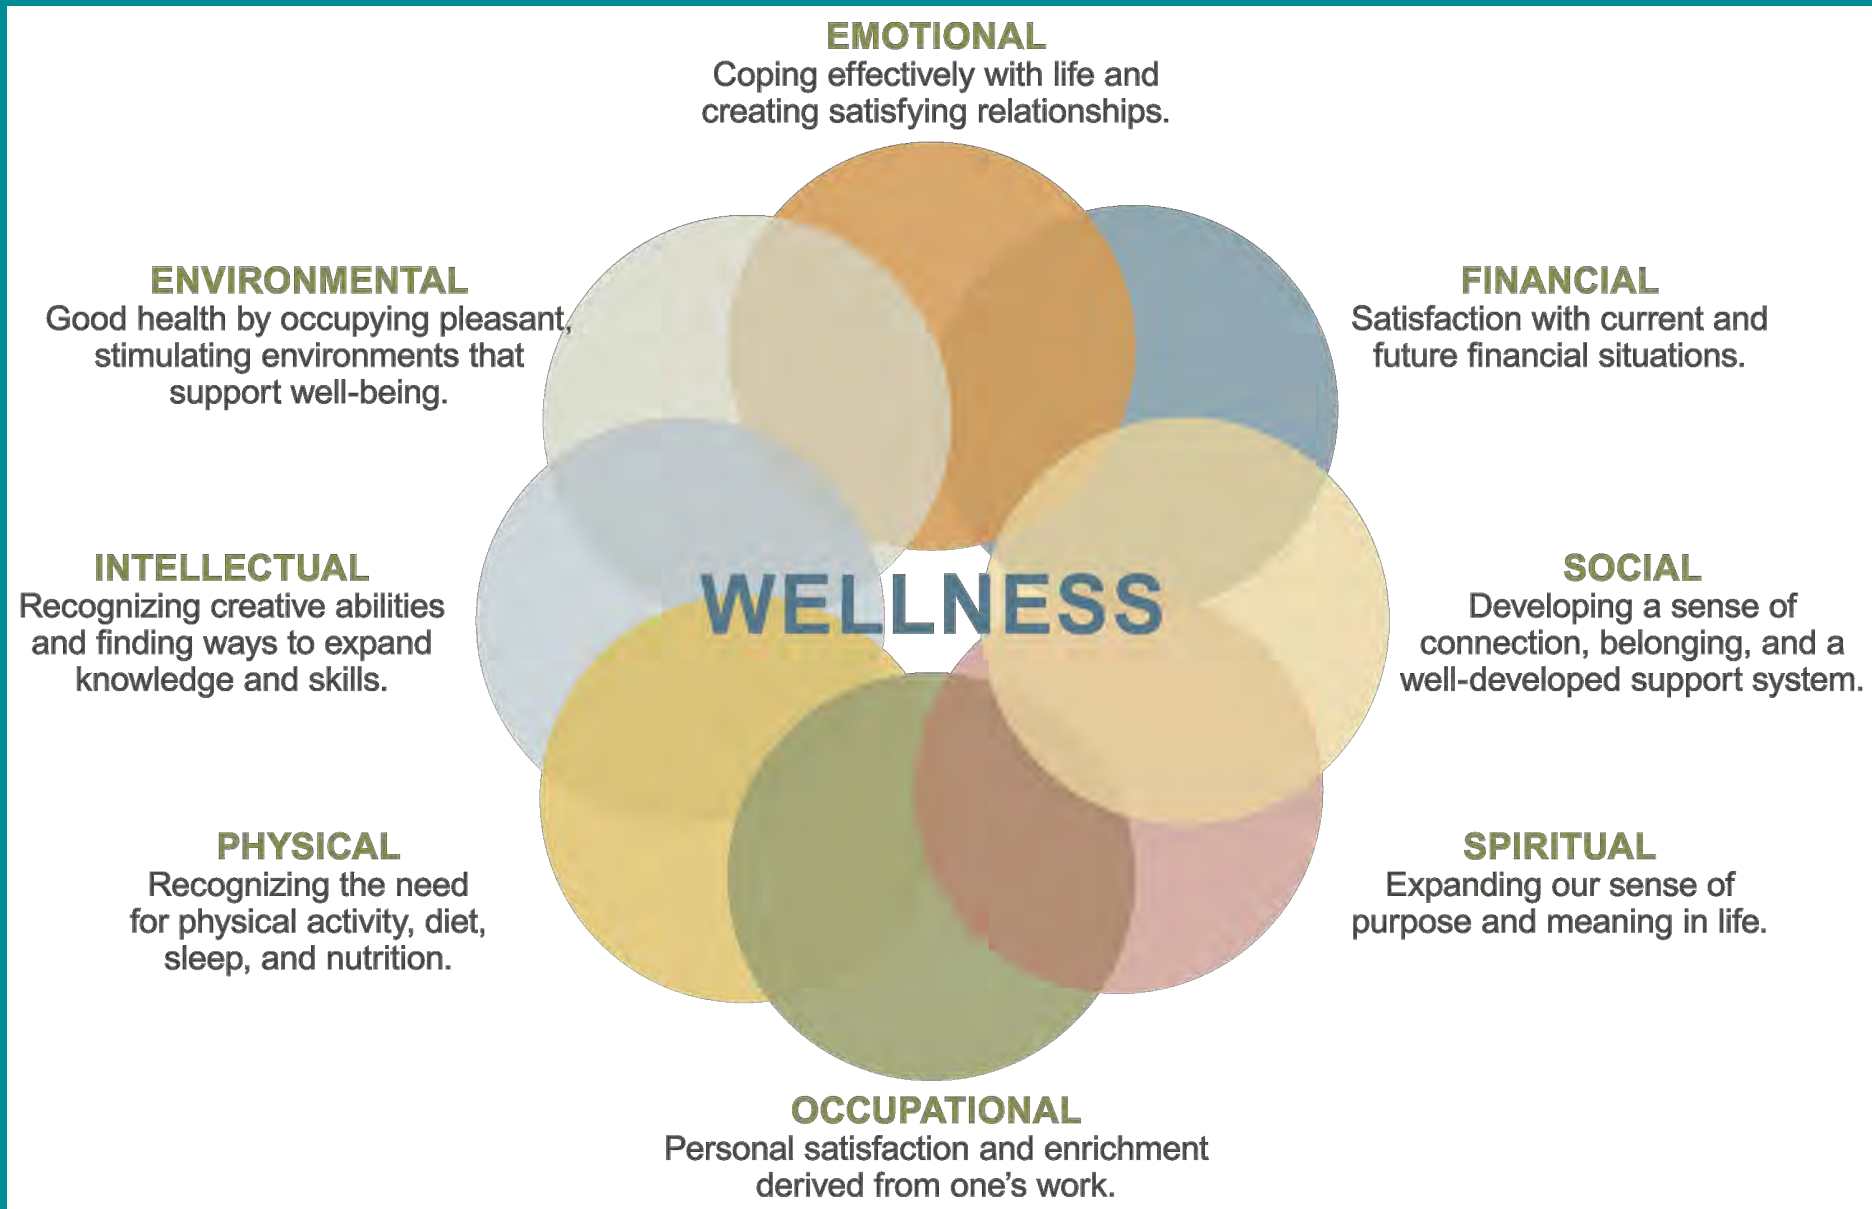 EMOTIONAL
Coping effectively with life and
creating satisfying relationships.
ENVIRONMENTAL
Good health by occupying pleasant,
stimulating environments that
support well-being.
FINANCIAL
Satisfaction with current and
future financial situations.
INTELLECTUAL
Recognizing creative abilities
and finding ways to expand
knowledge and skills.
WELLNESS
SOCIAL
Developing a sense of
connection, belonging, and a
well-developed support system.
PHYSICAL
Recognizing the need
for physical activity, diet,
sleep, and nutrition.
SPIRITUAL
Expanding our sense of
purpose and meaning in life.
OCCUPATIONAL
Personal satisfaction and enrichment
derived from one’s work.